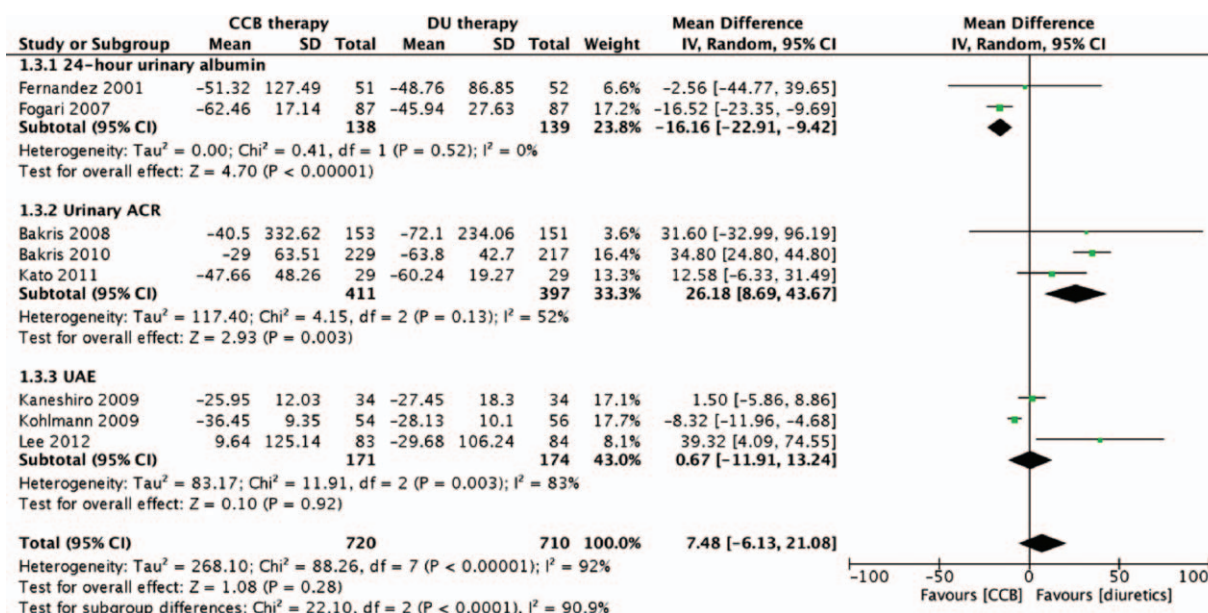 CCB therapy DU therapy Mean Difference Mean Difference
Study or Subgroup Mean SD Total Mean SD Total Weight IV, Random, 95% CI IV, Random, 95% CI
1.3.1 24-hour urinary albumin
Fernandez 2001 -51.32 127.49 51 -48.76 86.85 52 6.6% -2.56 [-44.77, 39.65]
Fogari 2007 -62.46 17.14 87 -45.94 27.63 87 17.2% -16.52 [-23.35, -9.69]
Subtotal (95% CI) 138 139 23.8% -16.16 [-22.91, -9.42]
Heterogeneity: Tau² = 0.00; Chi² = 0.41, df = 1 (P = 0.52); I² = 0%
Test for overall effect: Z = 4.70 (P < 0.00001)
1.3.2 Urinary ACR
Bakris 2008 -40.5 332.62 153 -72.1 234.06 151 3.6% 31.60 [-32.99, 96.19]
Bakris 2010 -29 63.51 229 -63.8 42.7 217 16.4% 34.80 [24.80, 44.80]
Kato 2011 -47.66 48.26 29 -60.24 19.27 29 13.3% 12.58 [-6.33, 31.49]
Subtotal (95% CI) 411 397 33.3% 26.18 [8.69, 43.67]
Heterogeneity: Tau² = 117.40; Chi² = 4.15, df = 2 (P = 0.13); I² = 52%
Test for overall effect: Z = 2.93 (P = 0.003)
1.3.3 UAE
Kaneshiro 2009 -25.95 12.03 34 -27.45 18.3 34 17.1% 1.50 [-5.86, 8.86]
Kohlmann 2009 -36.45 9.35 54 -28.13 10.1 56 17.7% -8.32 [-11.96, -4.68]
Lee 2012 9.64 125.14 83 -29.68 106.24 84 8.1% 39.32 [4.09, 74.55]
Subtotal (95% CI) 171 174 43.0% 0.67 [-11.91, 13.24]
Heterogeneity: Tau² = 83.17; Chi² = 11.91, df = 2 (P = 0.003); I² = 83%
Test for overall effect: Z = 0.10 (P = 0.92)
Total (95% CI) 720 710 100.0% 7.48 [-6.13, 21.08]
Heterogeneity: Tau² = 268.10; Chi² = 88.26, df = 7 (P < 0.00001); I² = 92%
Test for overall effect: Z = 1.08 (P = 0.28)
Test for subgroup differences: Chi² = 22.10, df = 2 (P < 0.0001), I² = 90.9%
-100 -50 0 50 100
Favours [CCB] Favours [diuretics]